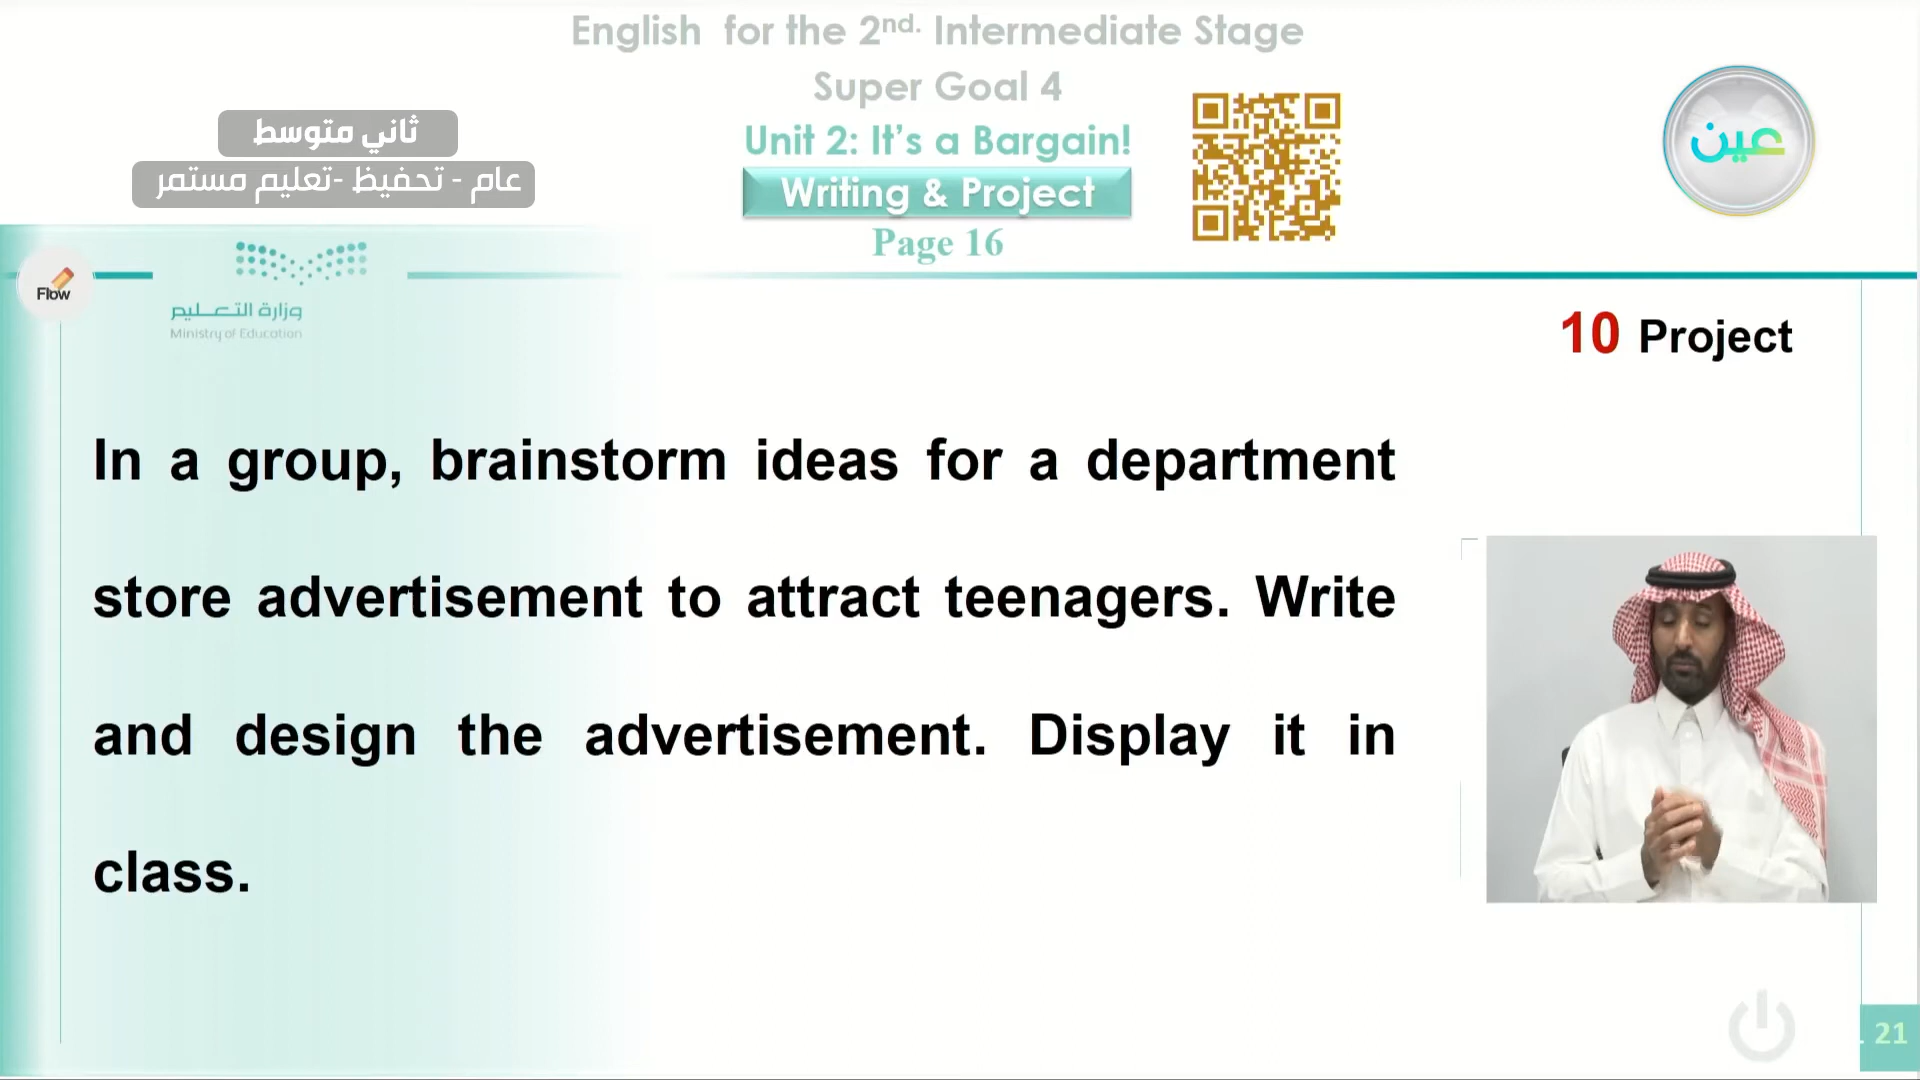 English for the 2nd. Intermediate Stage
Super Goal 4
Unit 2: It's a Bargain!
Writing & Project
Page 16
ثاني متوسط
عام - تحفيظ -تعليم مستمر
عين
Flow
وزارة التعليم
Ministry of Education
10 Project
In a group, brainstorm ideas for a department
store advertisement to attract teenagers. Write
and design the advertisement. Display it in
class.
21